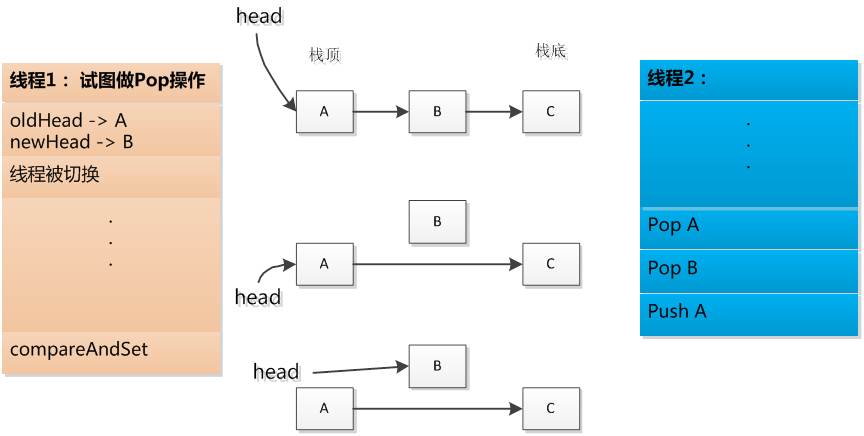 head
栈顶
栈底
线程1： 试图做Pop操作
oldHead -> A
newHead -> B
线程被切换
.
.
.
compareAndSet
A
B
C
B
A
C
head
B
head
A
C
线程2：
.
.
.
Pop A
Pop B
Push A